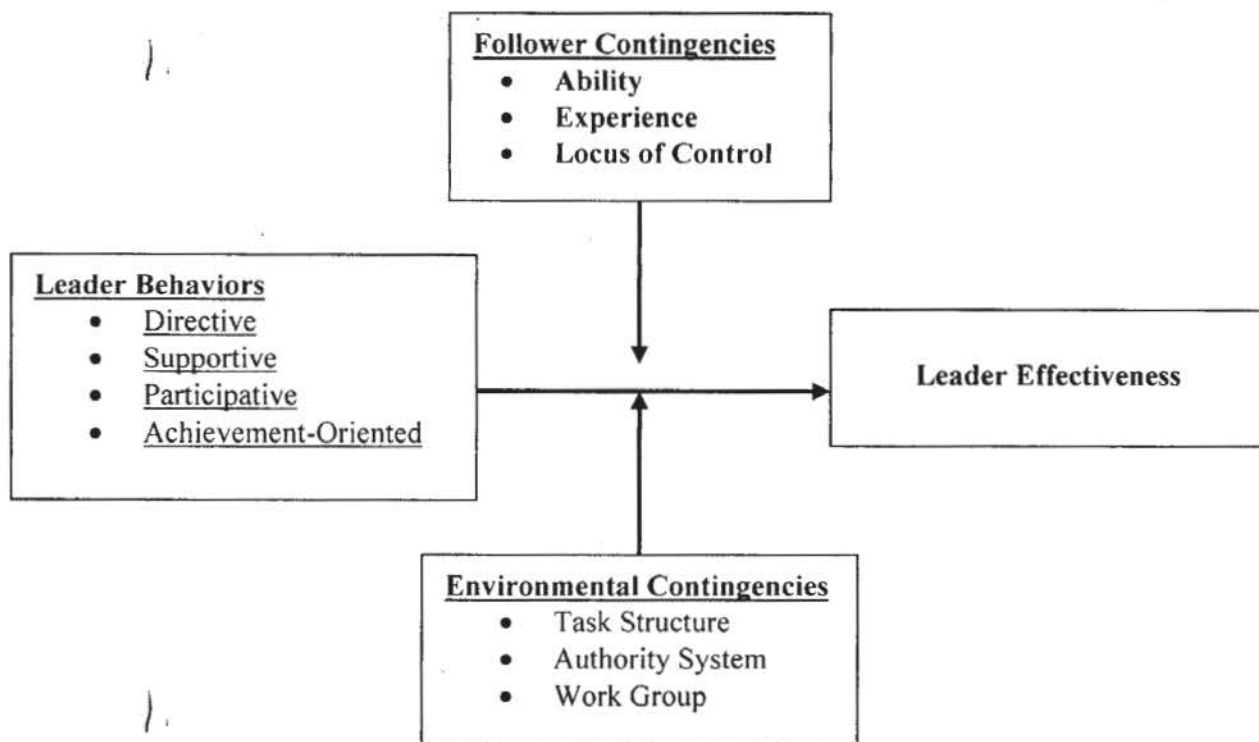 Follower Contingencies
• Ability
• Experience
• Locus of Control
Leader Behaviors
• Directive
• Supportive
• Participative
• Achievement-Oriented
Leader Effectiveness
Environmental Contingencies
• Task Structure
• Authority System
• Work Group